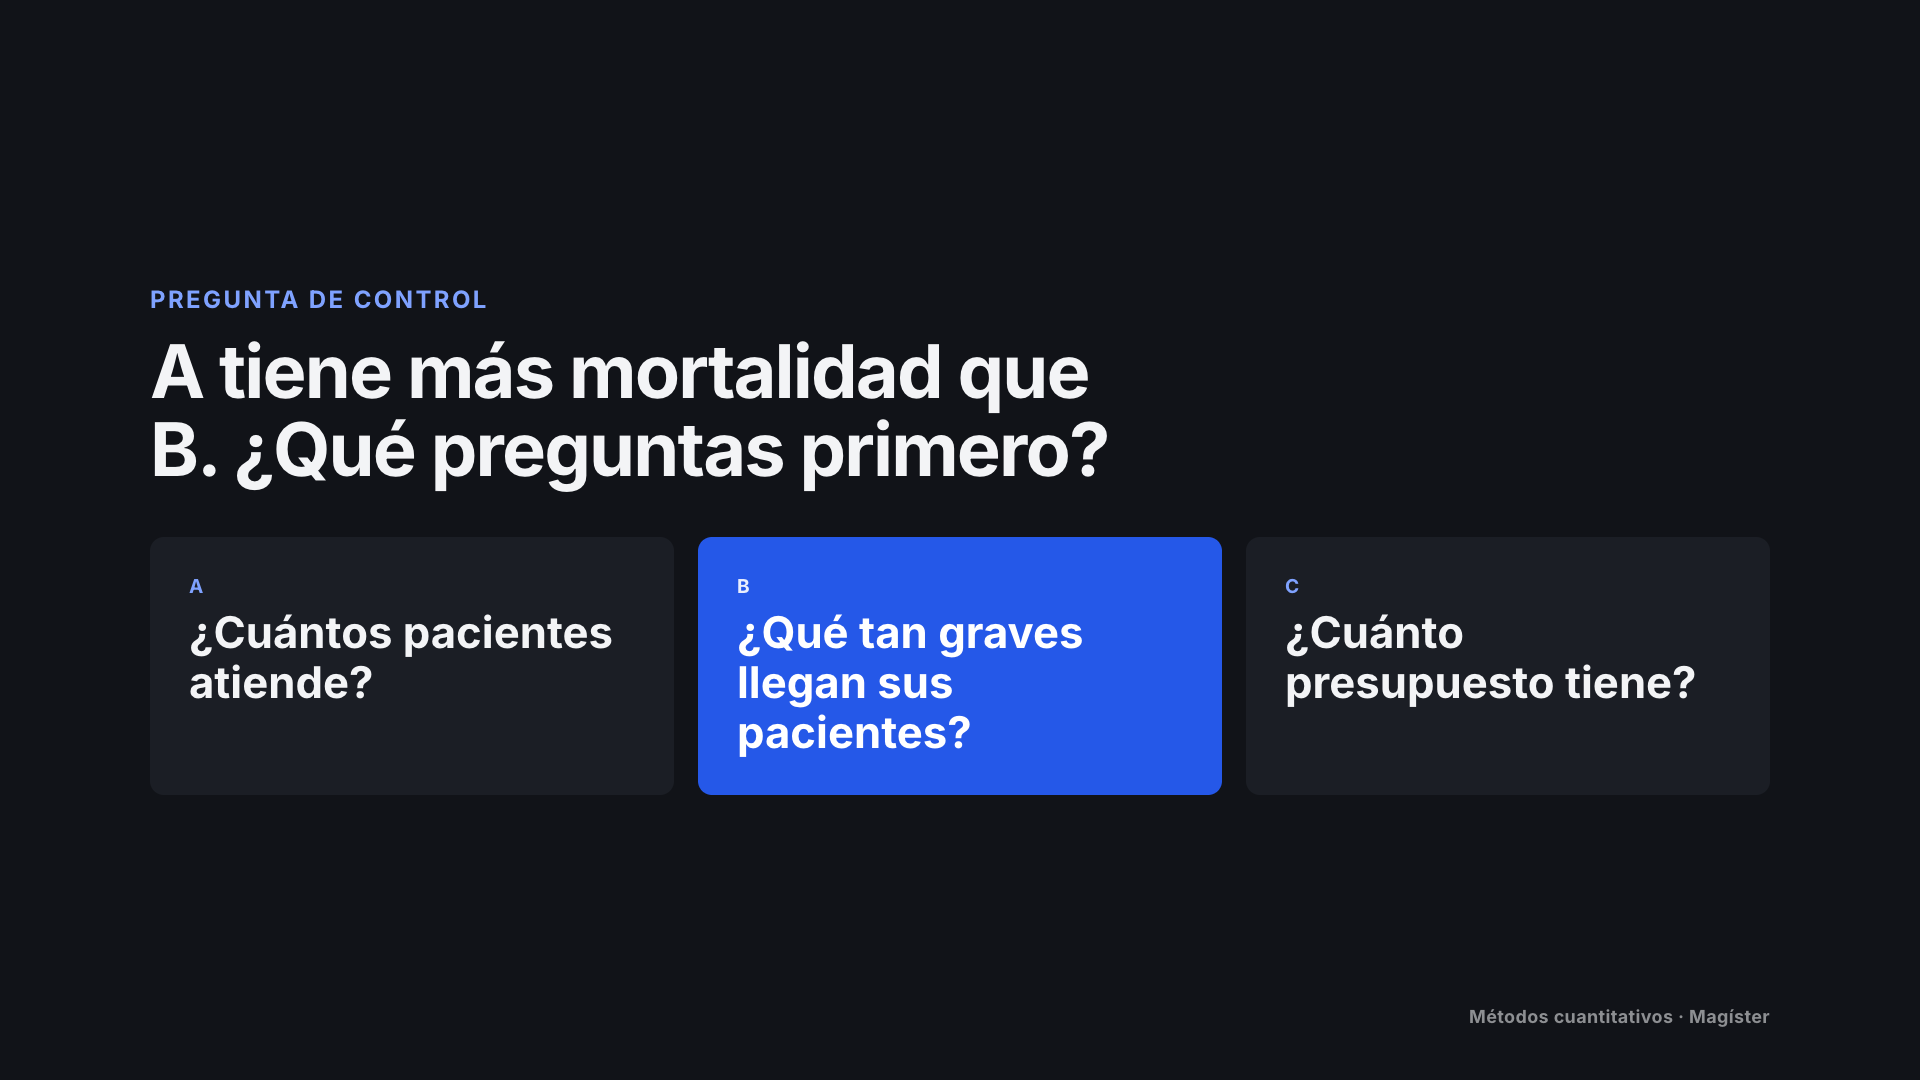 PREGUNTA DE CONTROL
A tiene más mortalidad que
B. ¿Qué preguntas primero?
A
¿Cuántos pacientes
atiende?
B
¿Qué tan graves
llegan sus
pacientes?
C
¿Cuánto
presupuesto tiene?
Métodos cuantitativos · Magíster